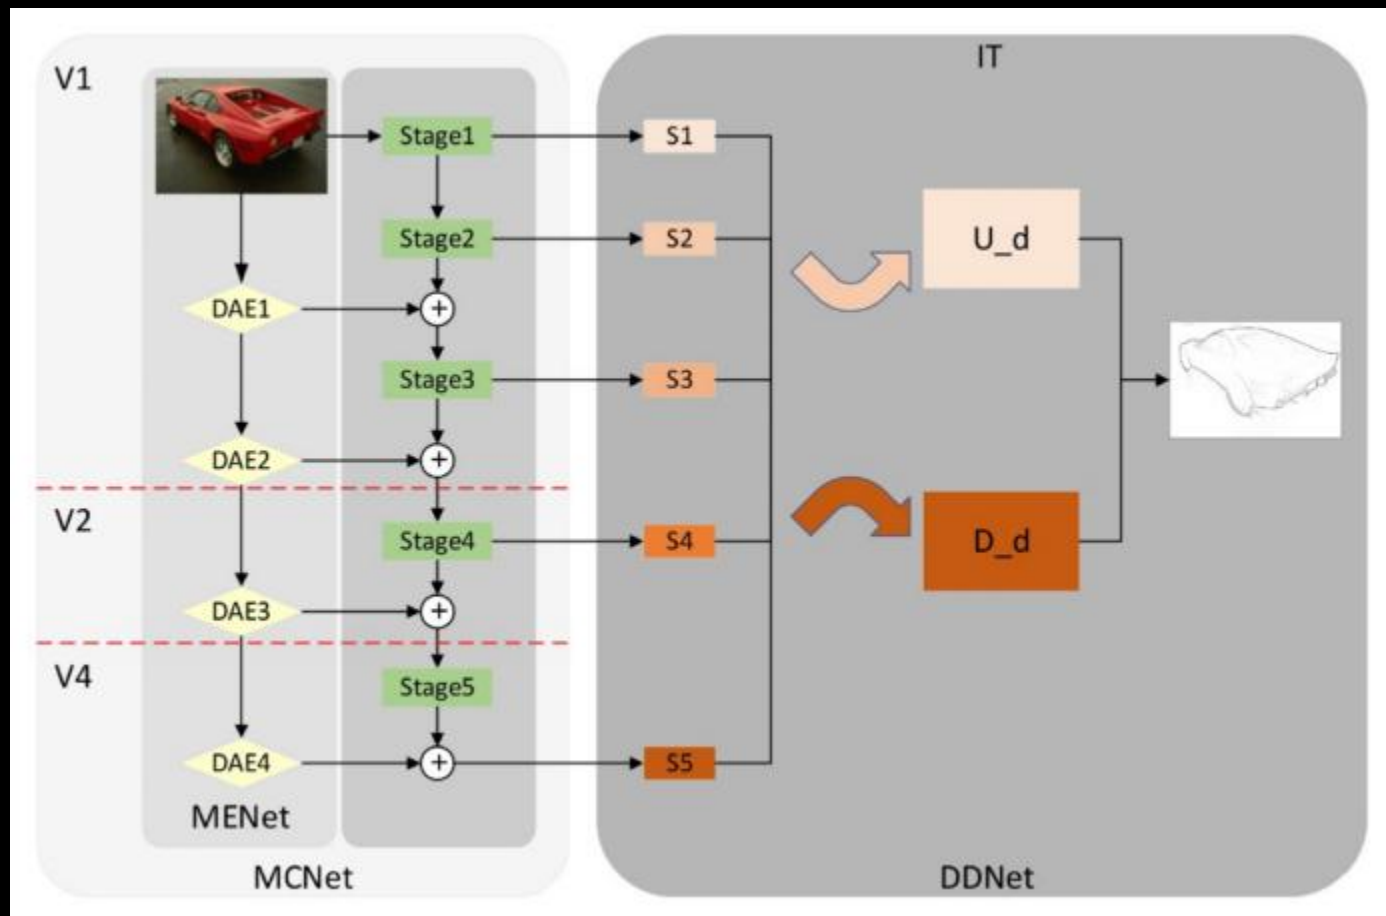 IT
V1
Stage1
S1
Stage2
S2
U_d
DAE1
+
Stage3
S3
DAE2
+
V2
Stage4
S4
D_d
DAE3
+
V4
Stage5
DAE4
+
S5
MENet
MCNet
DDNet